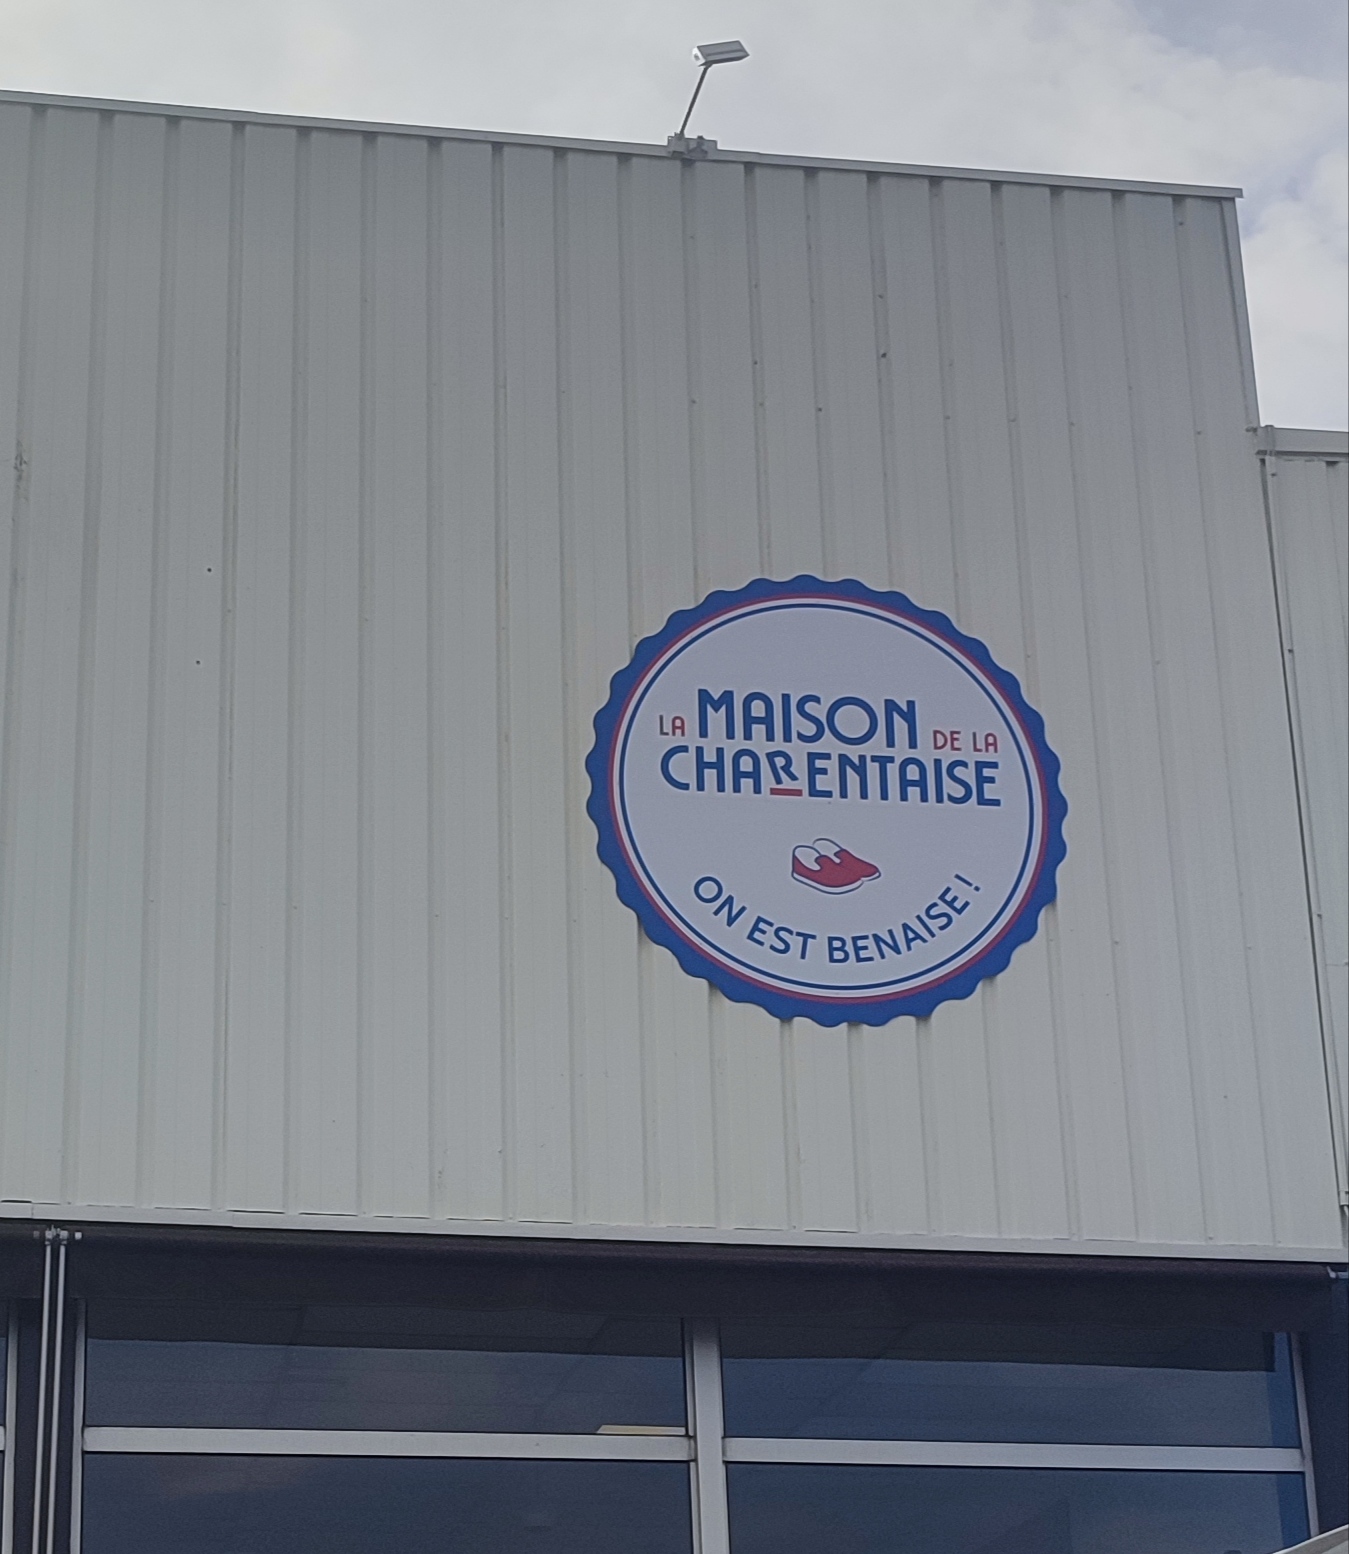 LA MAISON DE LA
CHARENTAISE
ON EST BENAISE !